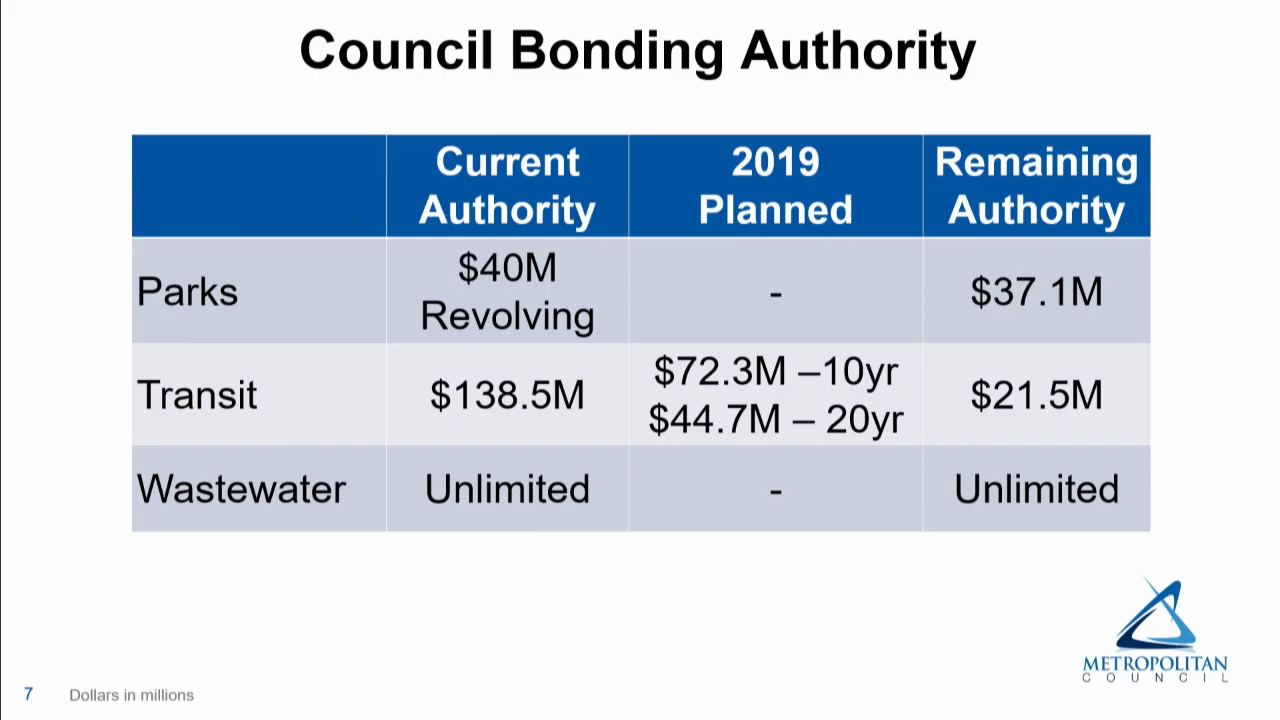 Council Bonding Authority
Current Authority
2019 Planned
Remaining Authority
Parks
$40M Revolving
-
$37.1M
Transit
$138.5M
$72.3M –10yr
$44.7M – 20yr
$21.5M
Wastewater
Unlimited
-
Unlimited
METROPOLITAN
COUNCIL
7 Dollars in millions